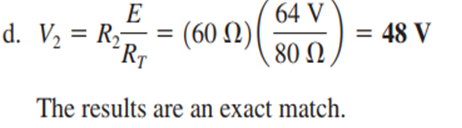 d. V₂ = R₂ E/R_T = (60 Ω)(64 V/80 Ω) = 48 V
The results are an exact match.